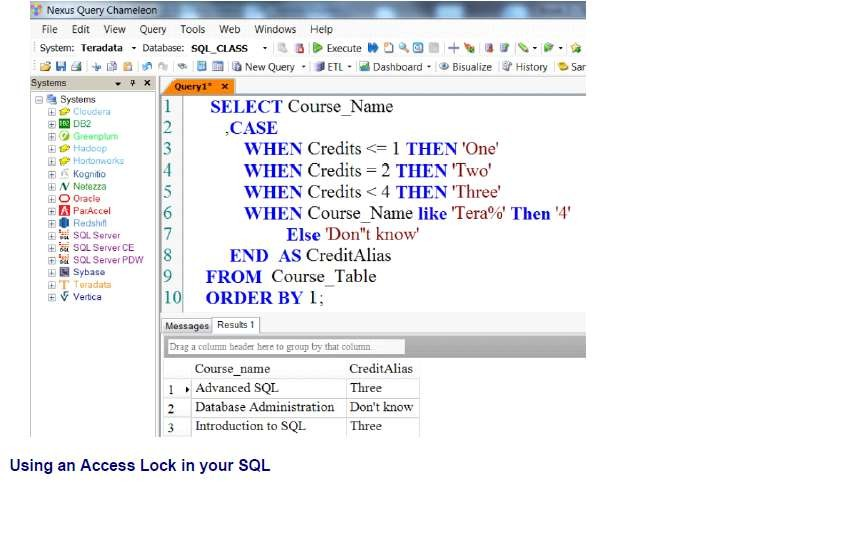 Nexus Query Chameleon
File Edit View Query Tools Web Windows Help
System: Teradata Database: SQL_CLASS Execute
New Query ETL Dashboard Bisualize History San
Systems
Query1* x
Systems
Cloudera
DB2
Greenplum
Hadoop
Hortonworks
Kognitio
Netezza
Oracle
ParAccel
Redshift
SQL Server
SQL Server CE
SQL Server PDW
Sybase
Teradata
Vertica
1 SELECT Course_Name
2 ,CASE
3 WHEN Credits <= 1 THEN 'One'
4 WHEN Credits = 2 THEN 'Two'
5 WHEN Credits < 4 THEN 'Three'
6 WHEN Course_Name like 'Tera%' Then '4'
7 Else 'Don''t know'
8 END AS CreditAlias
9 FROM Course_Table
10 ORDER BY 1;
Messages Results 1
Drag a column header here to group by that column.
Course_name CreditAlias
1 Advanced SQL Three
2 Database Administration Don't know
3 Introduction to SQL Three
Using an Access Lock in your SQL